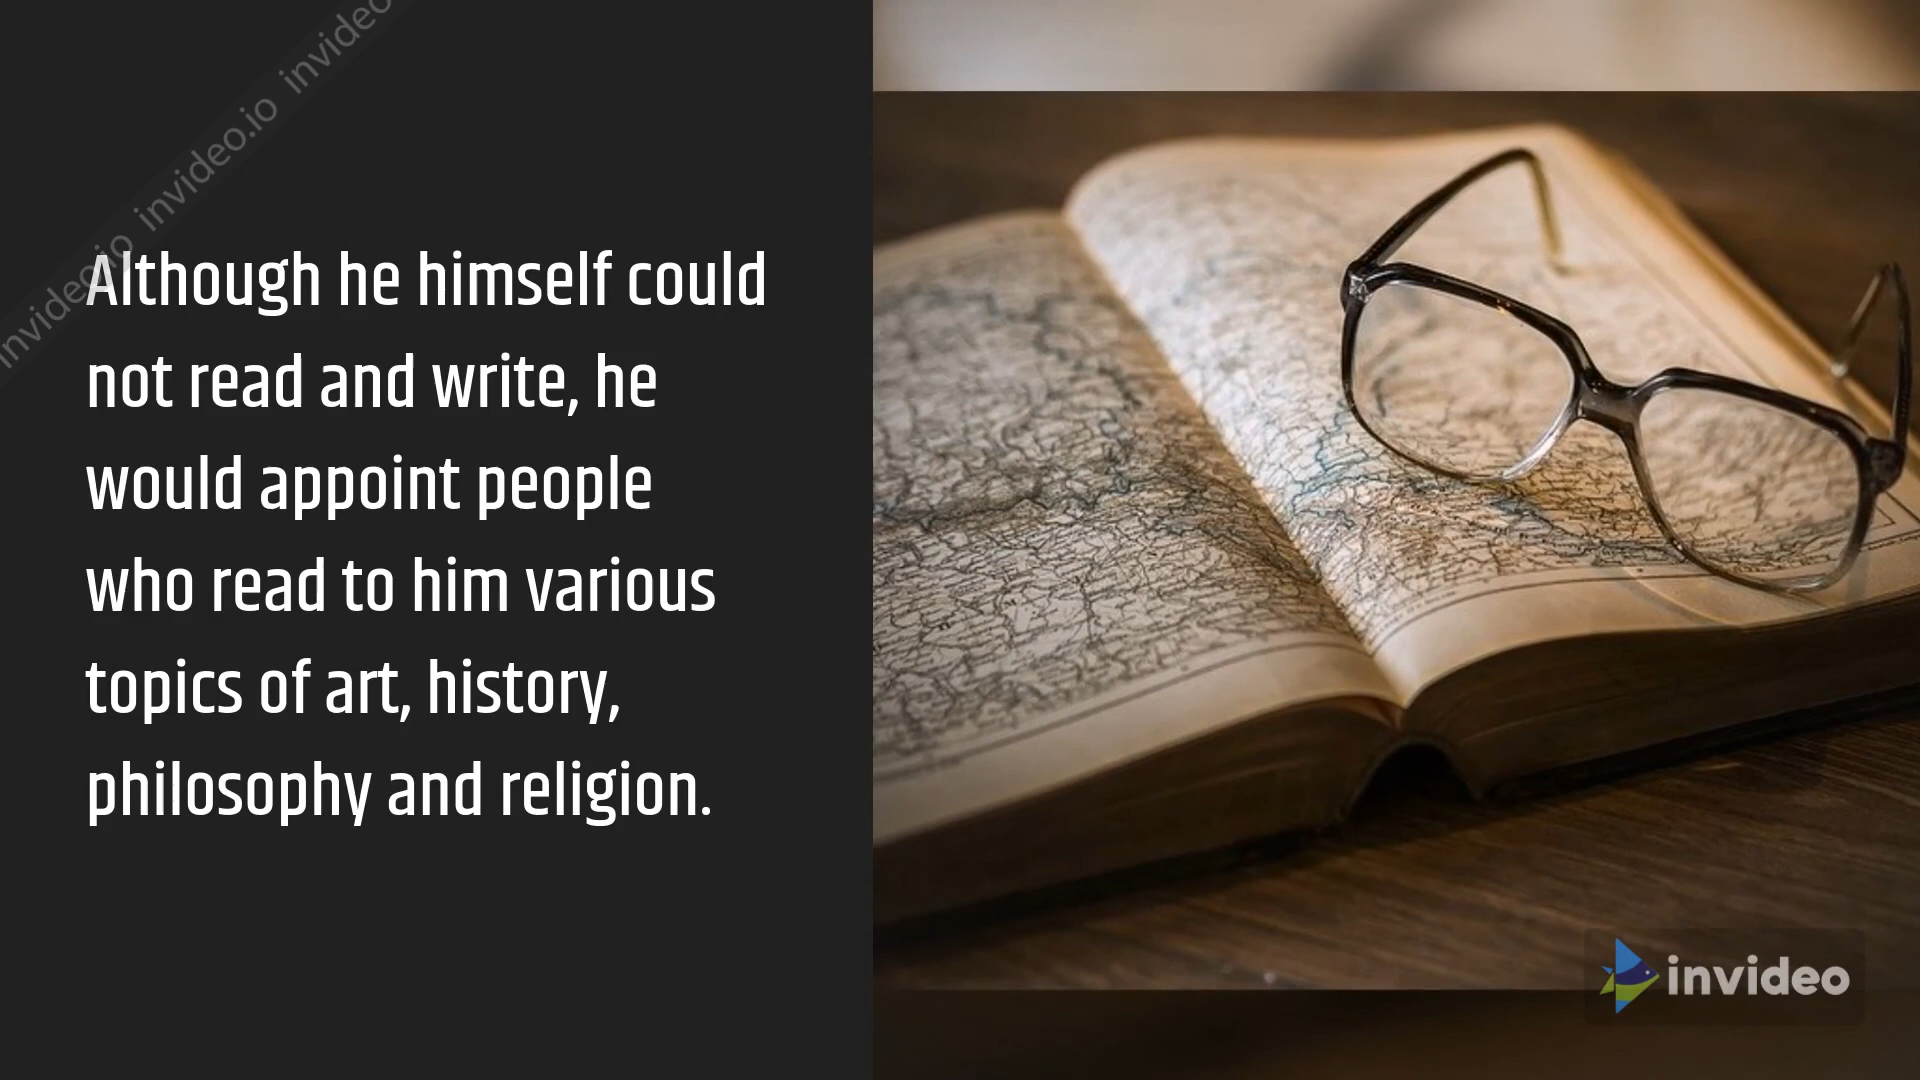 invideo.io invideo.io invideo
Although he himself could
not read and write, he
would appoint people
who read to him various
topics of art, history,
philosophy and religion.
invideo